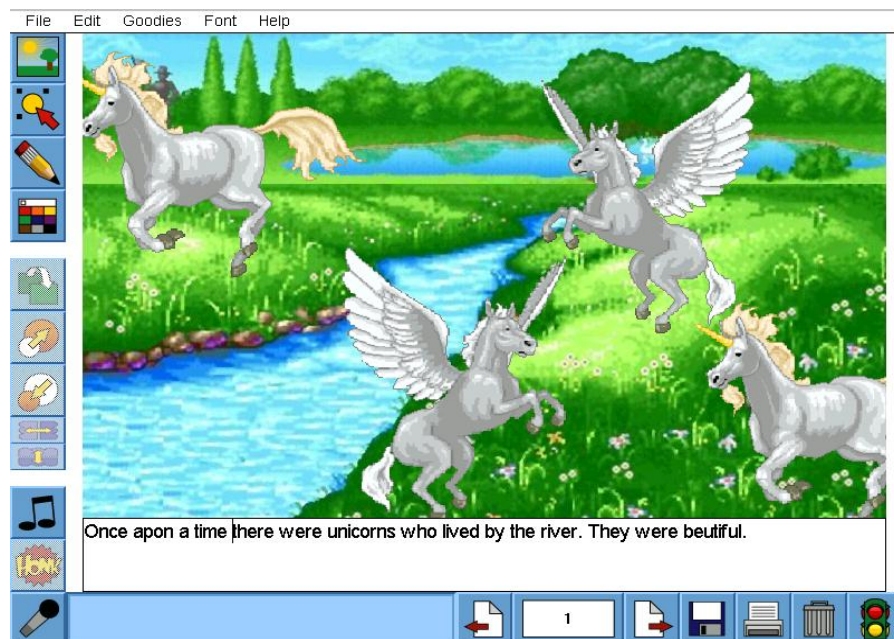 File Edit Goodies Font Help
Once apon a time there were unicorns who lived by the river. They were beutiful.
HONK
1